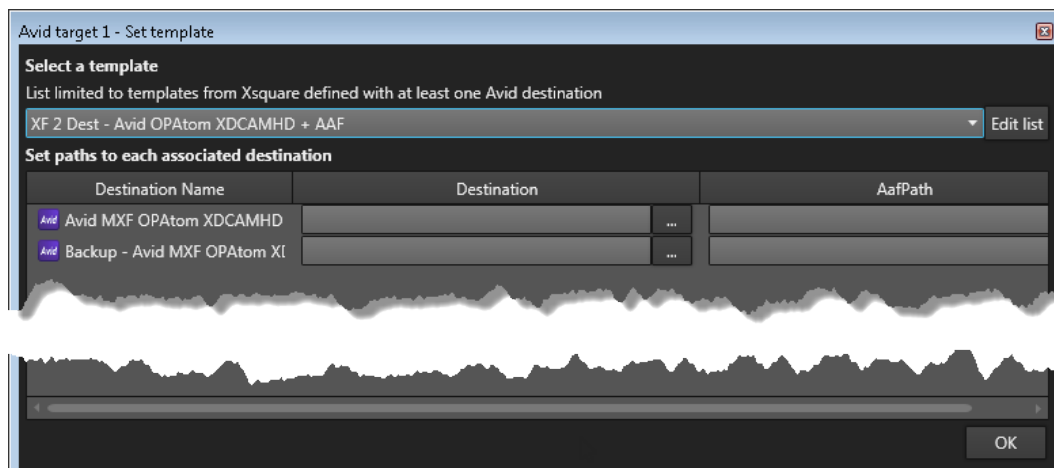 Avid target 1 - Set template
Select a template
List limited to templates from Xsquare defined with at least one Avid destination
XF 2 Dest - Avid OPAtom XDCAMHD + AAF
Edit list
Set paths to each associated destination
Destination Name Destination AafPath
Avid Avid MXF OPAtom XDCAMHD ...
Avid Backup - Avid MXF OPAtom XI ...
OK